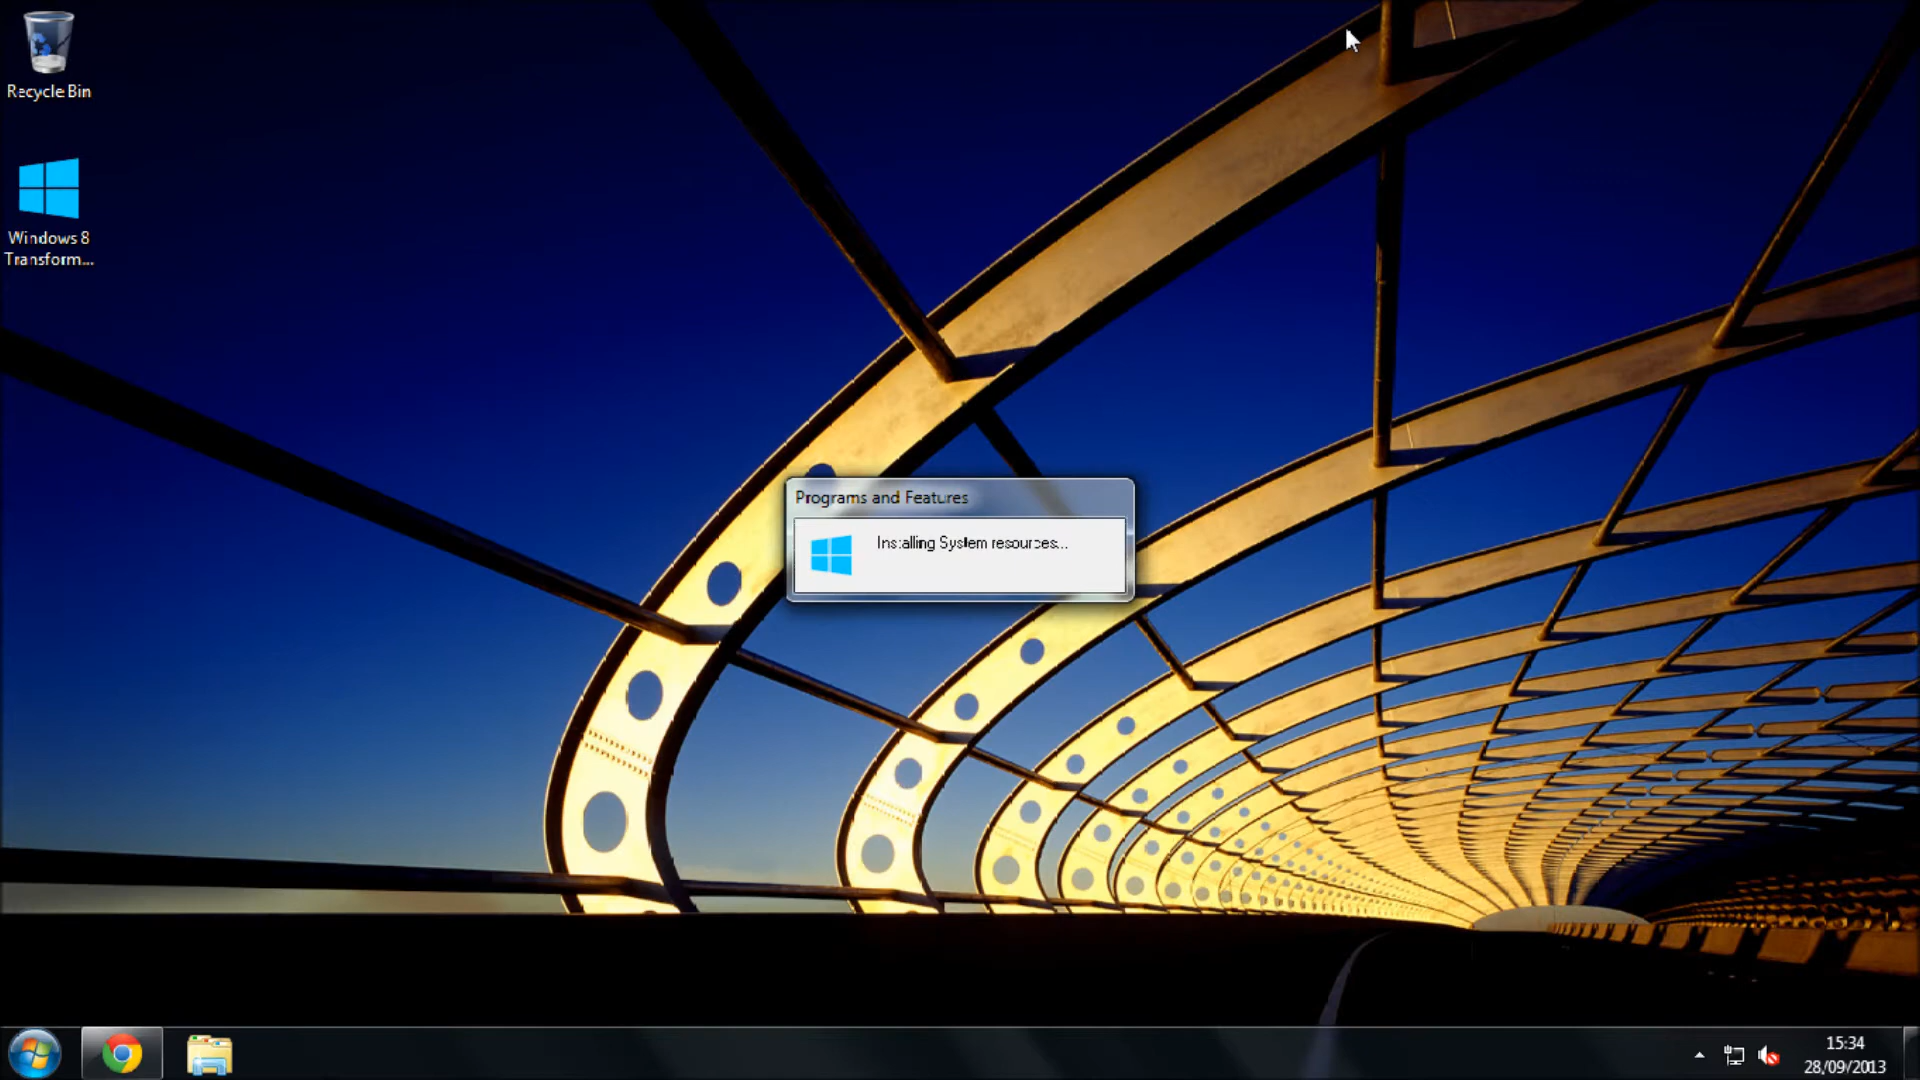 Recycle Bin
Windows 8
Transform...
Programs and Features
Installing System resources...
15:34
28/09/2013